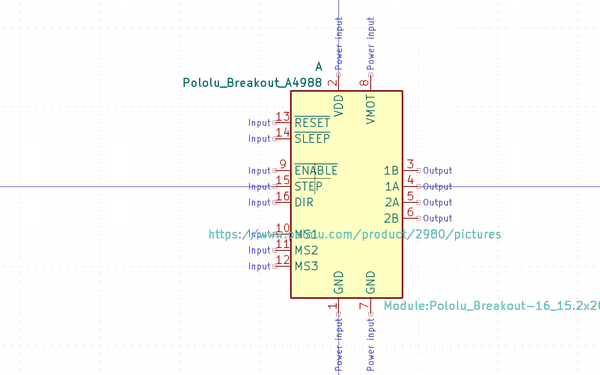 Power input
Power input
A
Pololu_Breakout_A4988
2
8
VDD
VMOT
Input 13 RESET
Input 14 SLEEP
Input 9 ENABLE
1B 3 Output
Input 15 STEP
1A 4 Output
Input 16 DIR
2A 5 Output
2B 6 Output
Input 10 MS1
https://www.pololu.com/product/2980/pictures
Input 11 MS2
Input 12 MS3
GND
GND
1
7
Module:Pololu_Breakout-16_15.2x20
Power input
Power input